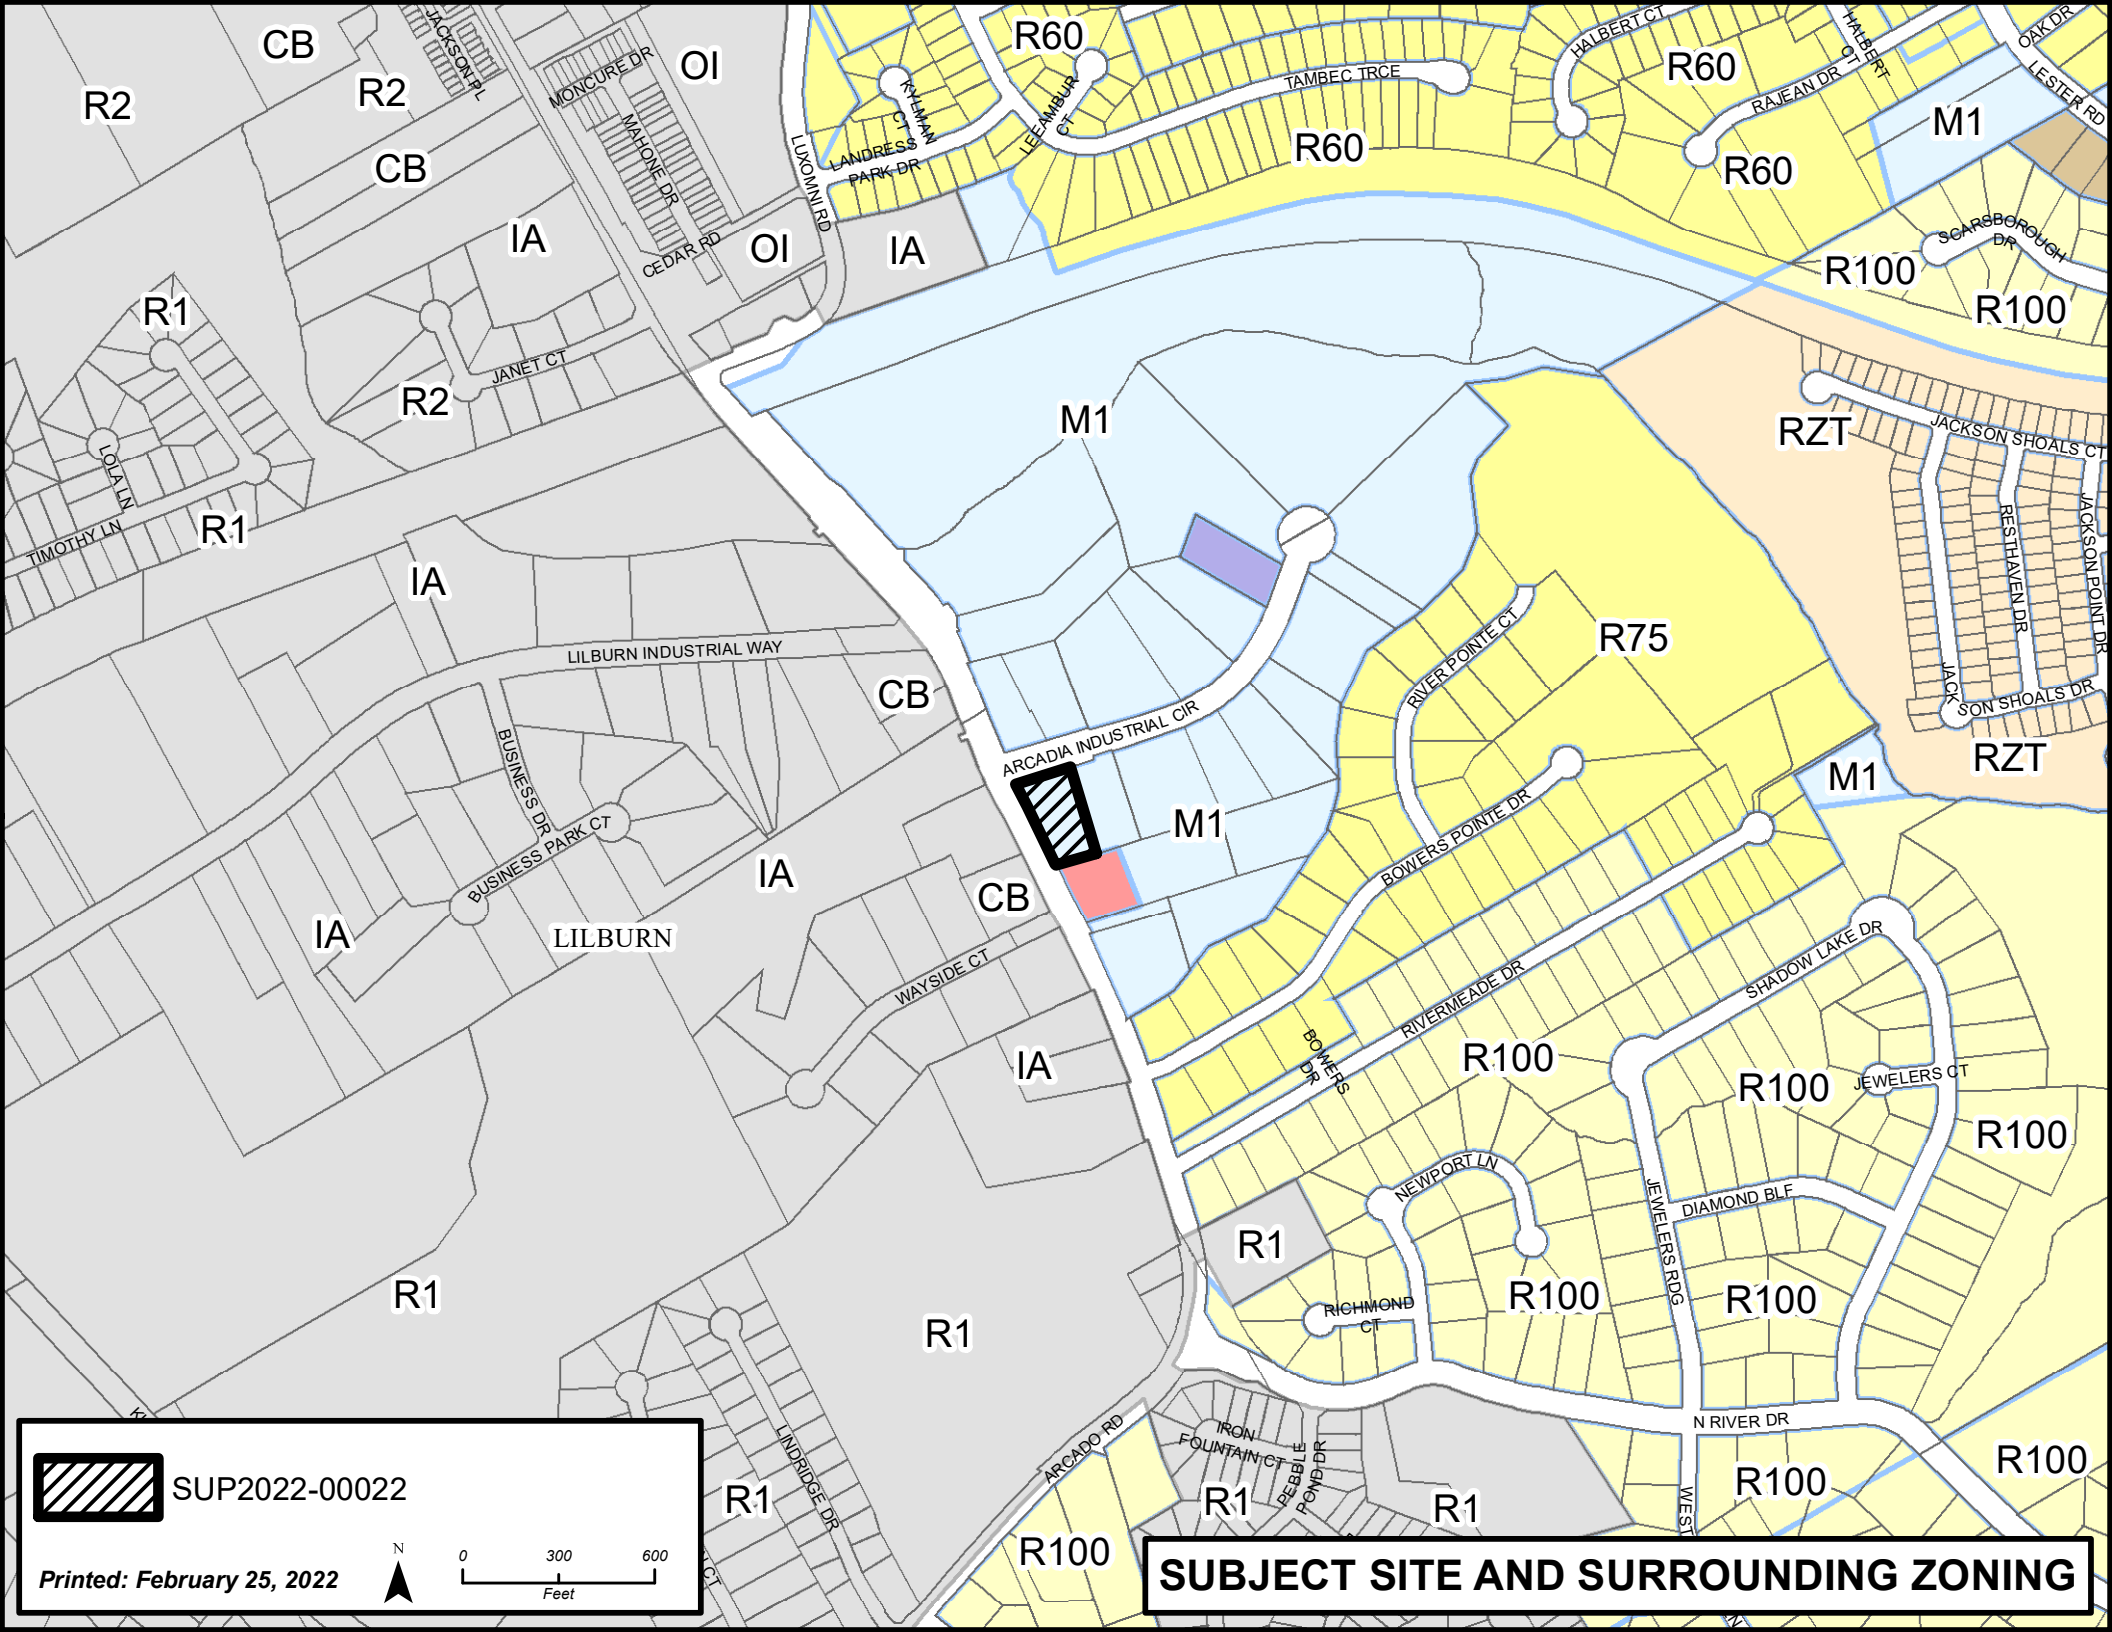 CB
R2
R2
JACKSON PL
MONCURE DR
OI
CB
MAHONE DR
IA
CEDAR RD
OI
LUXOMNI RD
IA
R60
KYLMAN
CT
LEEAMBUR
CT
LANDRESS
PARK DR
TAMBEC TRCE
R60
HALBERT CT
HALBERT
CT
R60
RAJEAN DR
R60
OAK DR
LESTER RD
M1
SCARSBOROUGH
DR
R100
R100
R1
JANET CT
R2
LOLA LN
TIMOTHY LN
R1
M1
RZT
JACKSON SHOALS CT
RESTHAVEN DR
JACKSON POINT DR
JACK
SON SHOALS DR
RZT
IA
LILBURN INDUSTRIAL WAY
CB
R75
RIVER POINTE CT
ARCADIA INDUSTRIAL CIR
BUSINESS DR
BUSINESS PARK CT
M1
M1
BOWERS POINTE DR
IA
CB
IA
LILBURN
WAYSIDE CT
SHADOW LAKE DR
RIVERMEADE DR
BOWERS
DR
IA
R100
R100
JEWELERS CT
R100
NEWPORT LN
DIAMOND BLF
JEWELERS RDG
R1
R1
R1
RICHMOND
CT
R100
R100
N RIVER DR
ARCADO RD
IRON
FOUNTAIN CT
PEBBLE
POND DR
LINDRIDGE DR
R1
R1
R1
R100
R100
R100
WEST
SUP2022-00022
N
0 300 600
Feet
Printed: February 25, 2022
SUBJECT SITE AND SURROUNDING ZONING